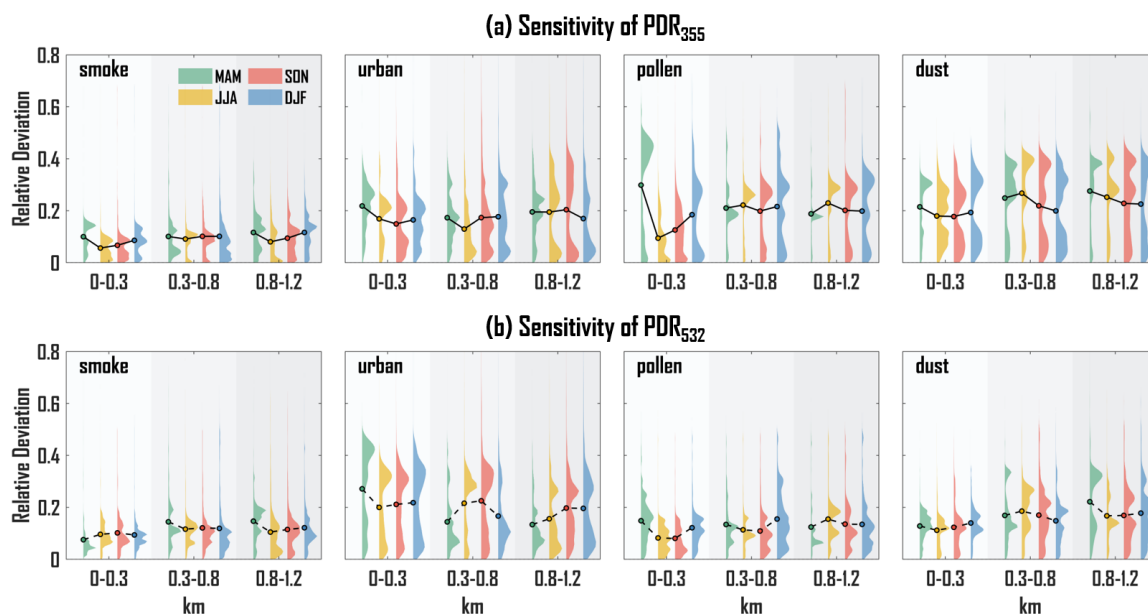 (a) Sensitivity of PDR355
0.8
0.6
0.4
0.2
0
Relative Deviation
smoke
MAM
SON
JJA
DJF
urban
pollen
dust
0-0.3 0.3-0.8 0.8-1.2
0-0.3 0.3-0.8 0.8-1.2
0-0.3 0.3-0.8 0.8-1.2
0-0.3 0.3-0.8 0.8-1.2
(b) Sensitivity of PDR532
0.8
0.6
0.4
0.2
0
Relative Deviation
smoke
urban
pollen
dust
0-0.3 0.3-0.8 0.8-1.2
0-0.3 0.3-0.8 0.8-1.2
0-0.3 0.3-0.8 0.8-1.2
0-0.3 0.3-0.8 0.8-1.2
km
km
km
km